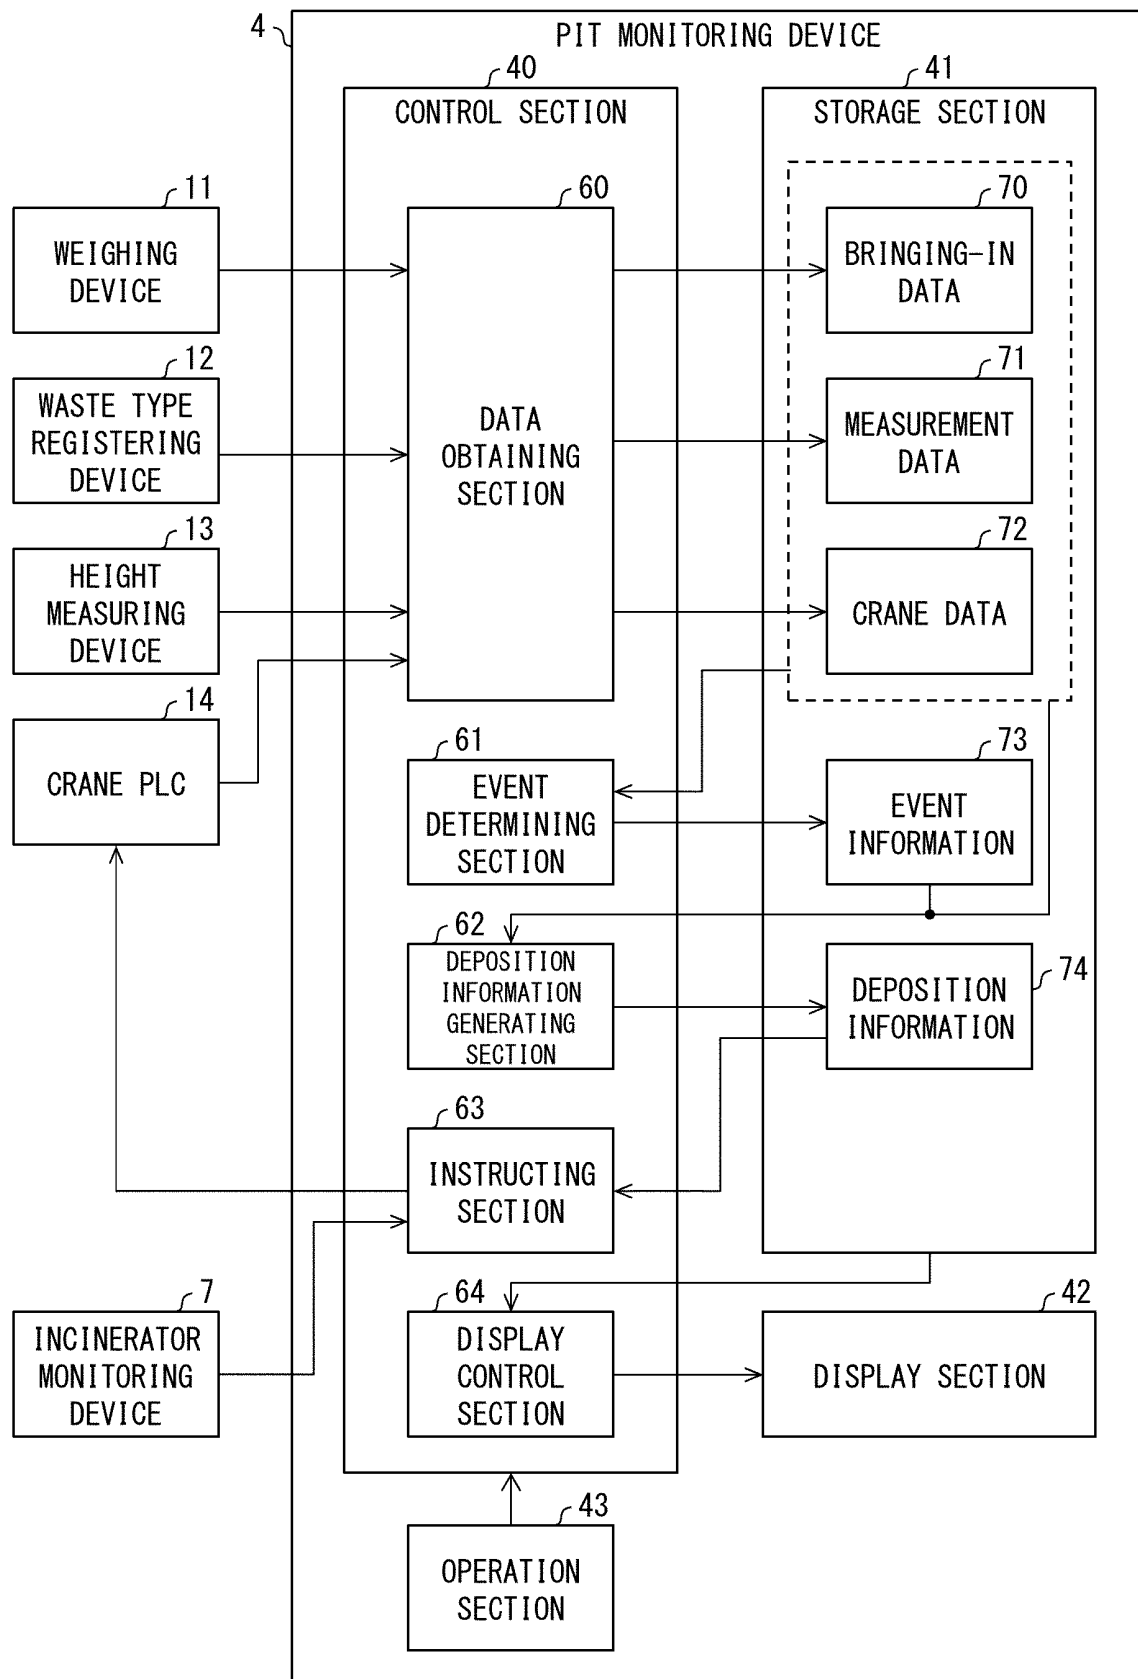 4
PIT MONITORING DEVICE
40
CONTROL SECTION
41
STORAGE SECTION
11
WEIGHING
DEVICE
12
WASTE TYPE
REGISTERING
DEVICE
13
HEIGHT
MEASURING
DEVICE
14
CRANE PLC
7
INCINERATOR
MONITORING
DEVICE
60
DATA
OBTAINING
SECTION
61
EVENT
DETERMINING
SECTION
62
DEPOSITION
INFORMATION
GENERATING
SECTION
63
INSTRUCTING
SECTION
64
DISPLAY
CONTROL
SECTION
43
OPERATION
SECTION
70
BRINGING-IN
DATA
71
MEASUREMENT
DATA
72
CRANE DATA
73
EVENT
INFORMATION
74
DEPOSITION
INFORMATION
42
DISPLAY SECTION